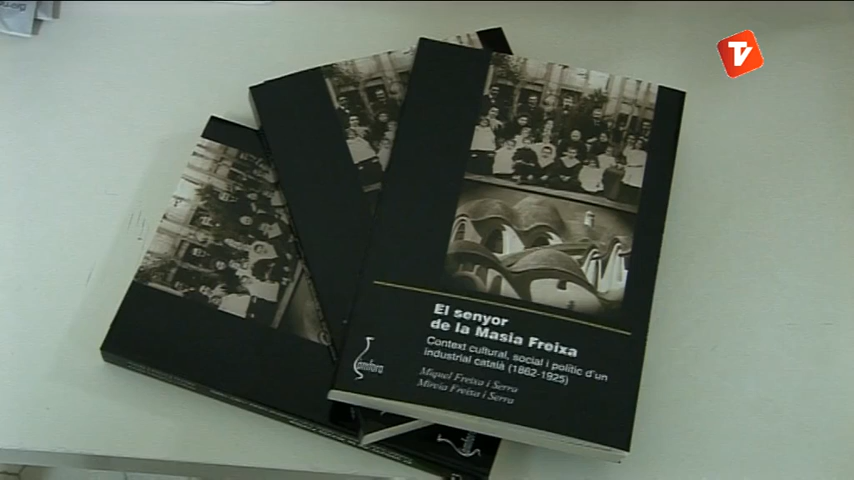 TV
El senyor
de la Masia Freixa
Context cultural, social i polític d'un
industrial català (1862-1925)
Miquel Freixa i Serra
Mireia Freixa i Serra